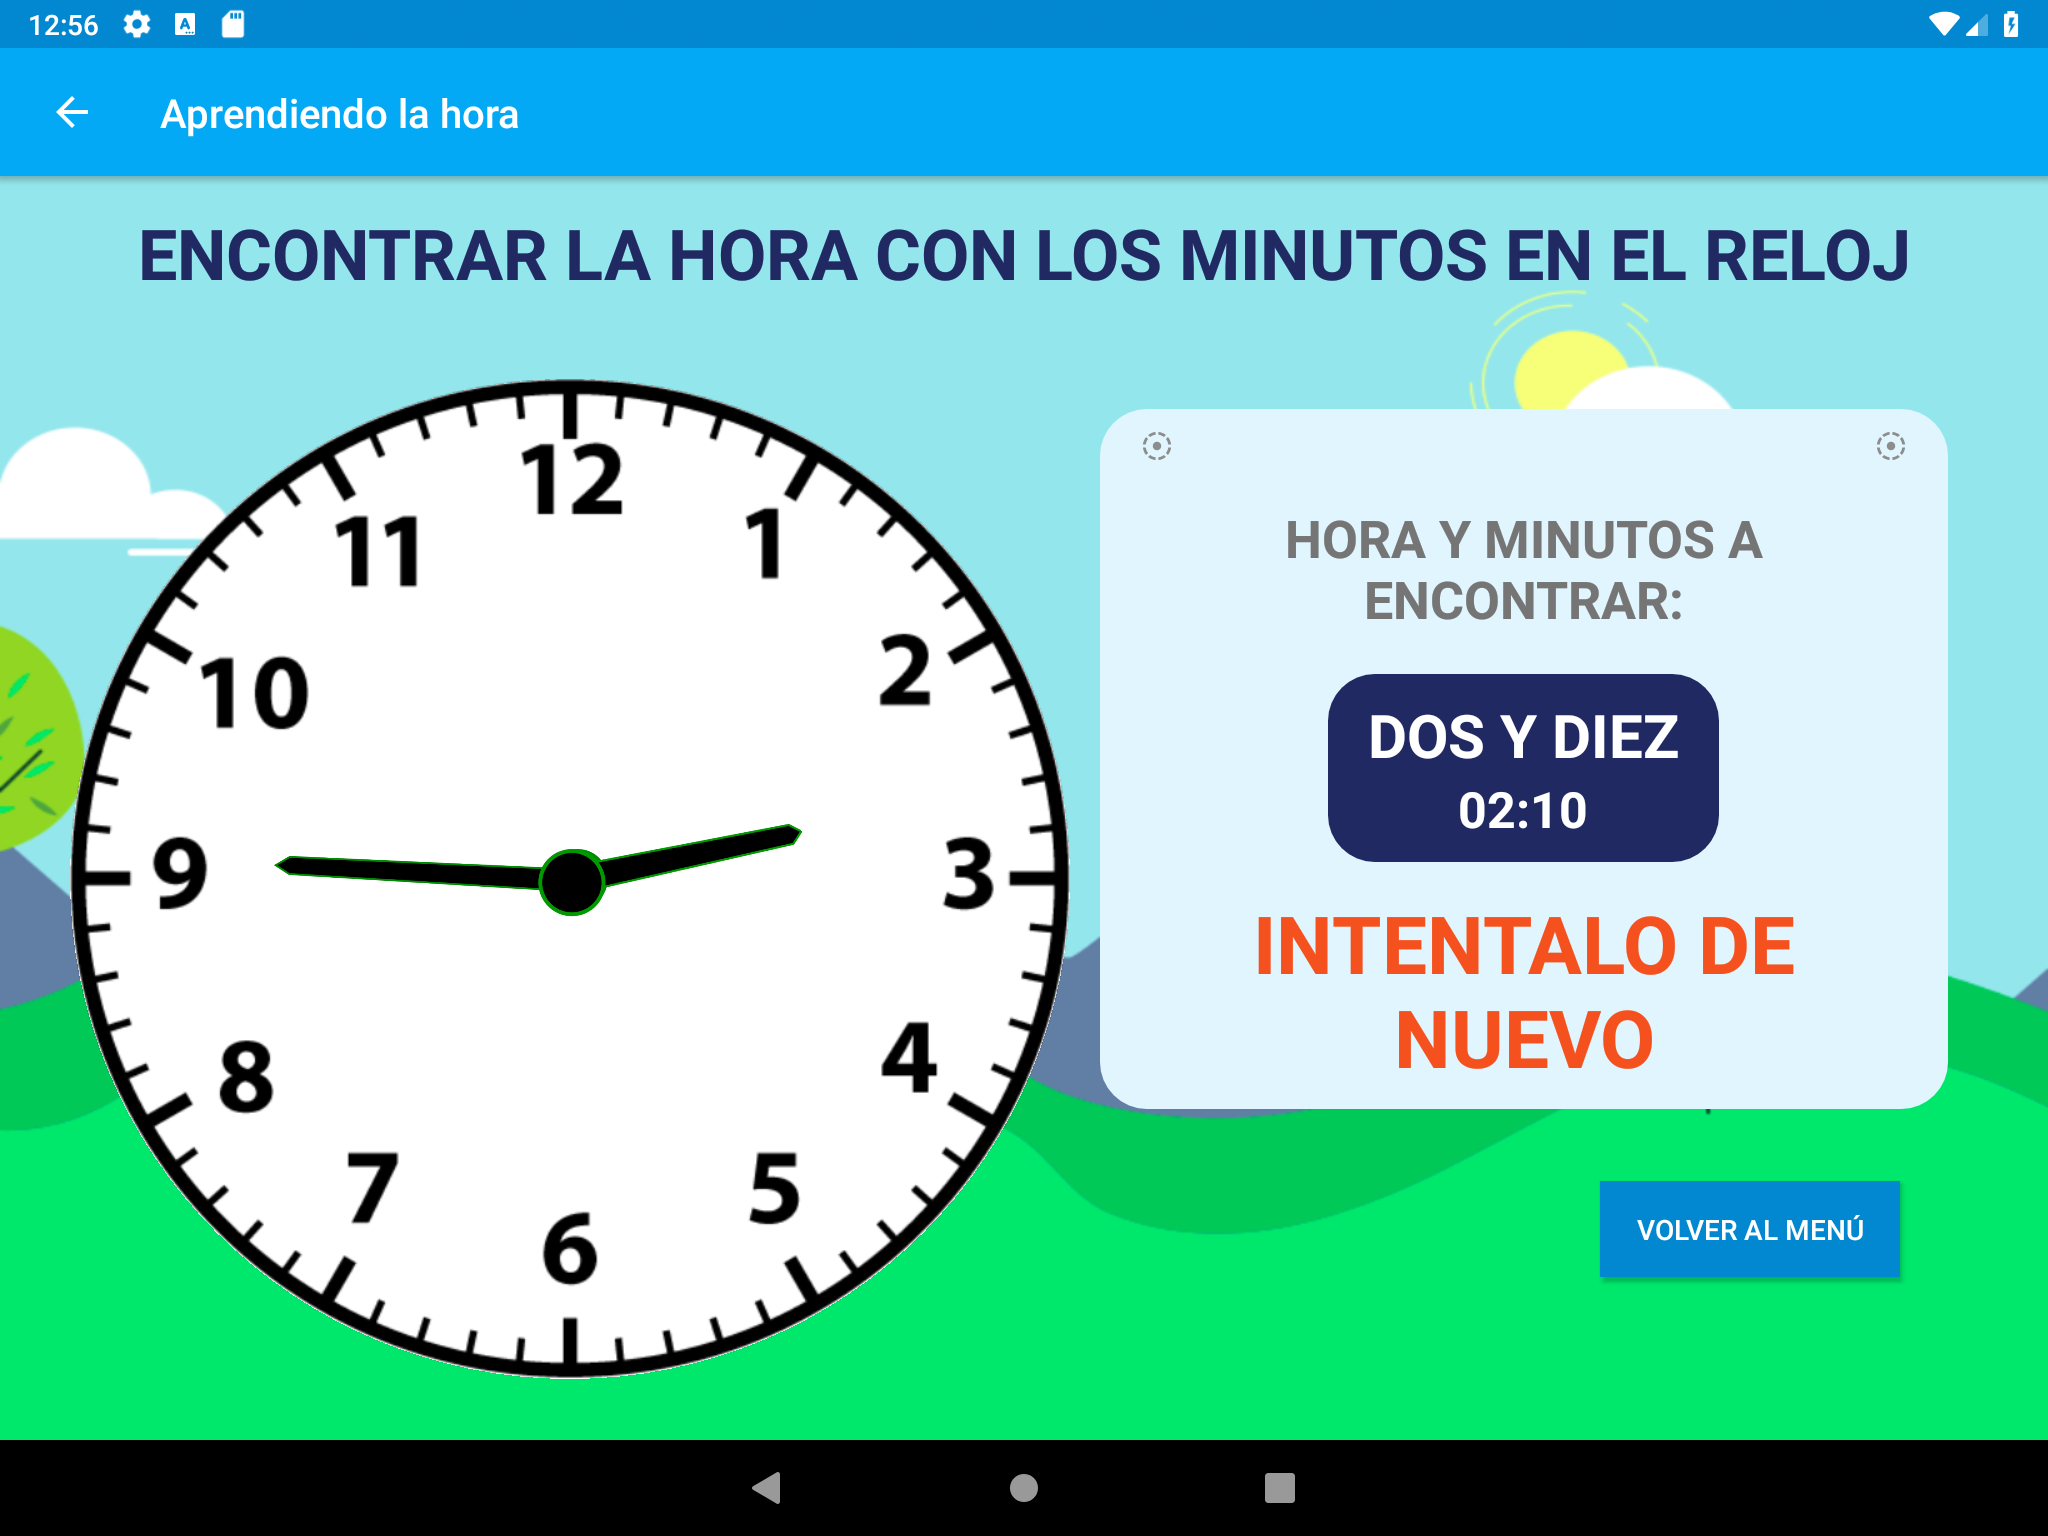 12:56
Aprendiendo la hora
ENCONTRAR LA HORA CON LOS MINUTOS EN EL RELOJ
12
11
1
10
2
9
3
8
4
7
5
6
HORA Y MINUTOS A
ENCONTRAR:
DOS Y DIEZ
02:10
INTENTALO DE
NUEVO
VOLVER AL MENÚ